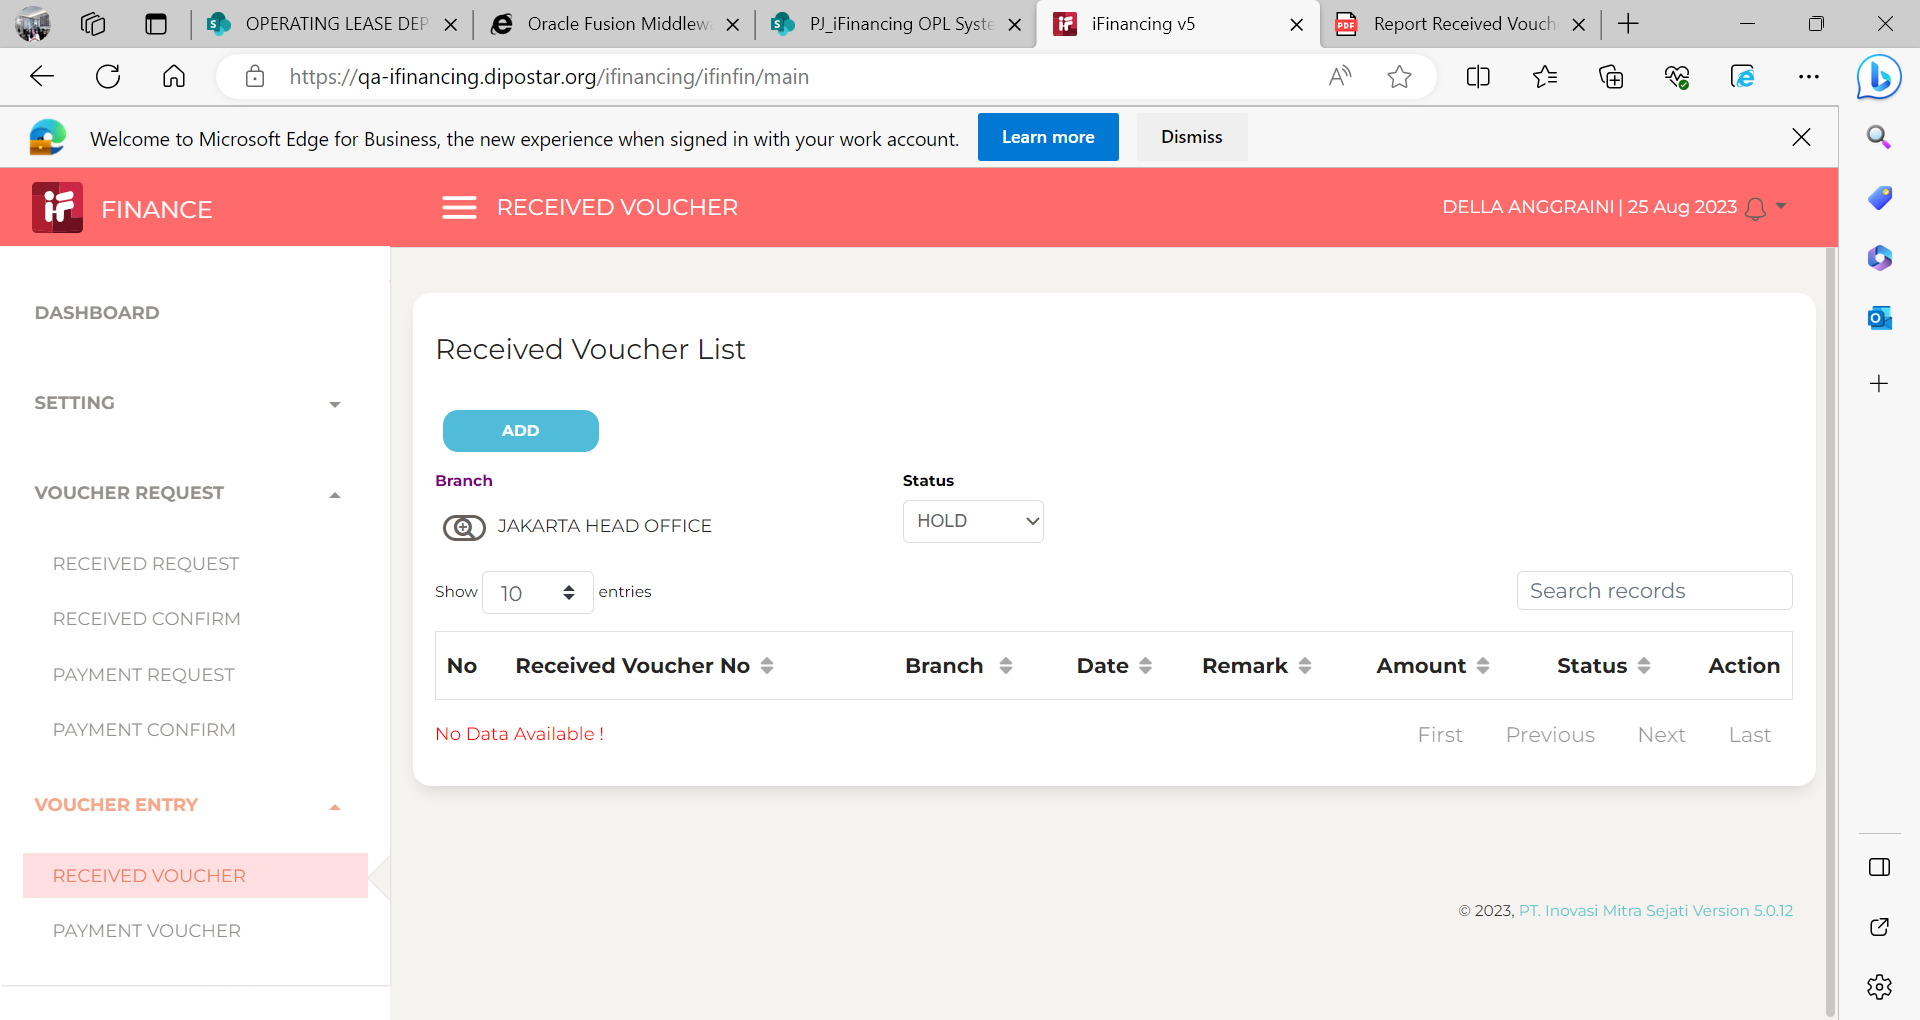 OPERATING LEASE DEP
Oracle Fusion Middlew
PJ_iFinancing OPL Syste
iFinancing v5
Report Received Vouch
https://qa-ifinancing.dipostar.org/ifinancing/ifinfin/main
Welcome to Microsoft Edge for Business, the new experience when signed in with your work account.
Learn more
Dismiss
iF FINANCE
RECEIVED VOUCHER
DELLA ANGGRAINI | 25 Aug 2023
DASHBOARD
SETTING
VOUCHER REQUEST
RECEIVED REQUEST
RECEIVED CONFIRM
PAYMENT REQUEST
PAYMENT CONFIRM
VOUCHER ENTRY
RECEIVED VOUCHER
PAYMENT VOUCHER
Received Voucher List
ADD
Branch
Status
JAKARTA HEAD OFFICE
HOLD
Show 10 entries
Search records
No Received Voucher No Branch Date Remark Amount Status Action
No Data Available !
First Previous Next Last
© 2023, PT. Inovasi Mitra Sejati Version 5.0.12